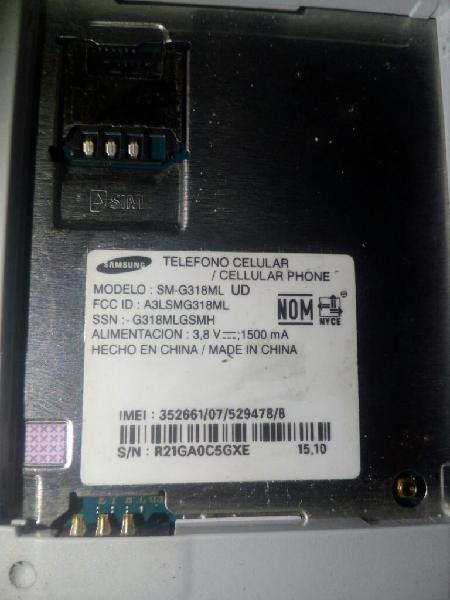 SIM
SAMSUNG
TELEFONO CELULAR
/ CELLULAR PHONE
MODELO : SM-G318ML UD
FCC ID : A3LSMG318ML
SSN : -G318MLGSMH
ALIMENTACION : 3,8 V⎓;1500 mA
HECHO EN CHINA / MADE IN CHINA
NOM
NYCE
IMEI : 352661/07/529478/8
S/N : R21GA0C5GXE 15.10